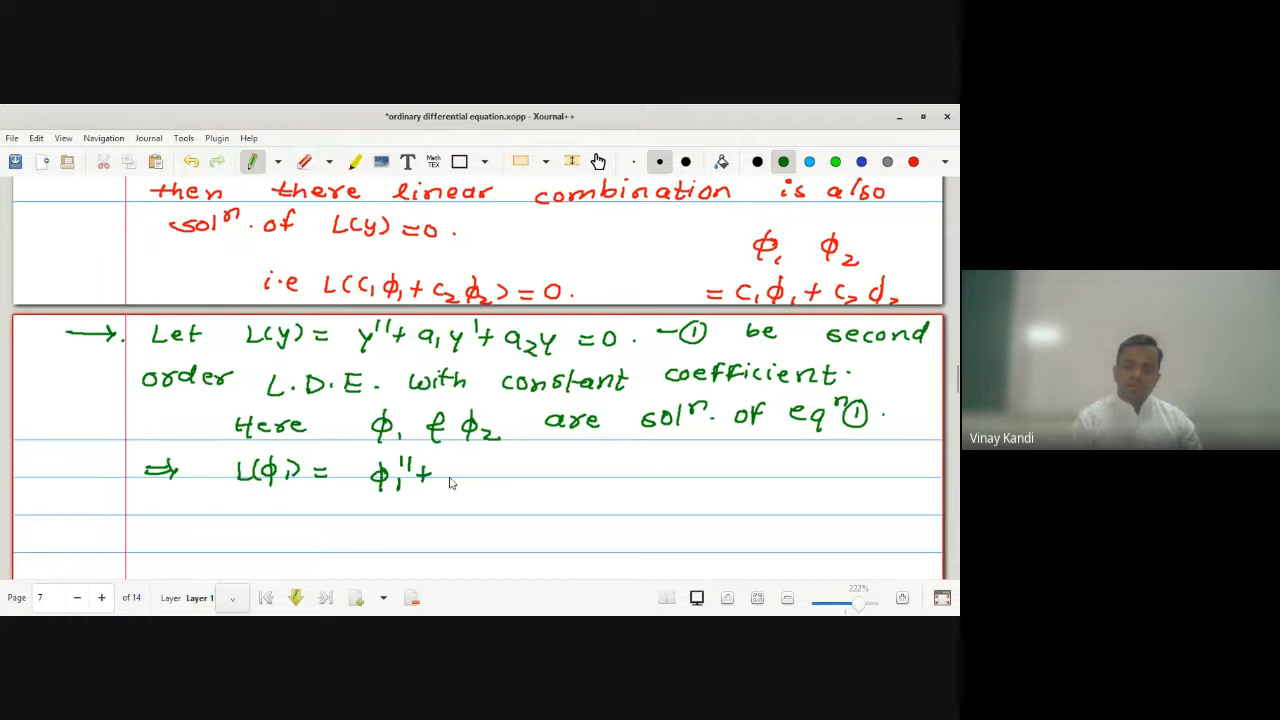 *ordinary differential equation.xopp - Xournal++
File Edit View Navigation Journal Tools Plugin Help
then there linear combination is also
solⁿ. of L(y) = 0.
ϕ₁ ϕ₂
i.e L(c₁ϕ₁ + c₂ϕ₂) = 0. = c₁ϕ₁ + c₂ϕ₂
→. Let L(y) = y'' + a₁y' + a₂y = 0. —① be second
order L.D.E. with constant coefficient.
Here ϕ₁ & ϕ₂ are solⁿ. of eqⁿ①.
⇒ L(ϕ₁) = ϕ₁'' +
Vinay Kandi
Page 7 of 14 Layer Layer 1 222%